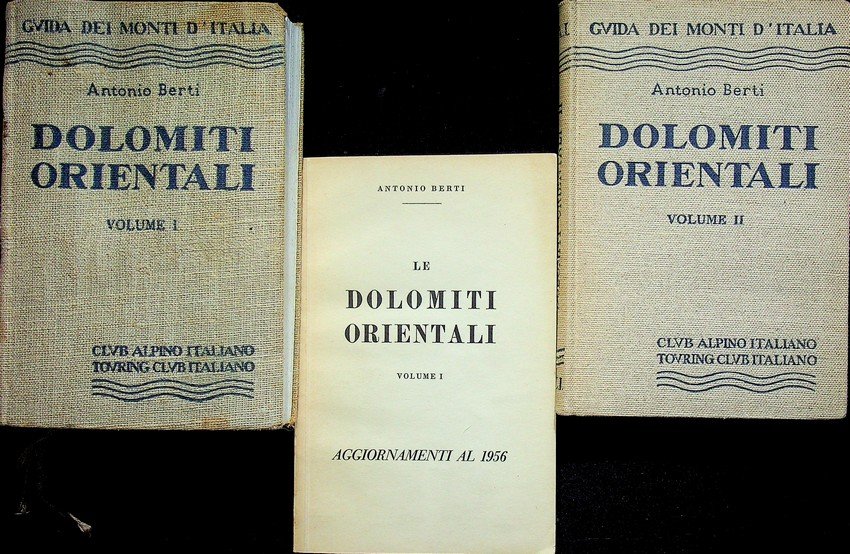 GVIDA DEI MONTI D'ITALIA
Antonio Berti
DOLOMITI
ORIENTALI
VOLUME I
CLVB ALPINO ITALIANO
TOVRING CLVB ITALIANO
ANTONIO BERTI
LE
DOLOMITI
ORIENTALI
VOLUME I
AGGIORNAMENTI AL 1956
GVIDA DEI MONTI D'ITALIA
Antonio Berti
DOLOMITI
ORIENTALI
VOLUME II
CLVB ALPINO ITALIANO
TOVRING CLVB ITALIANO